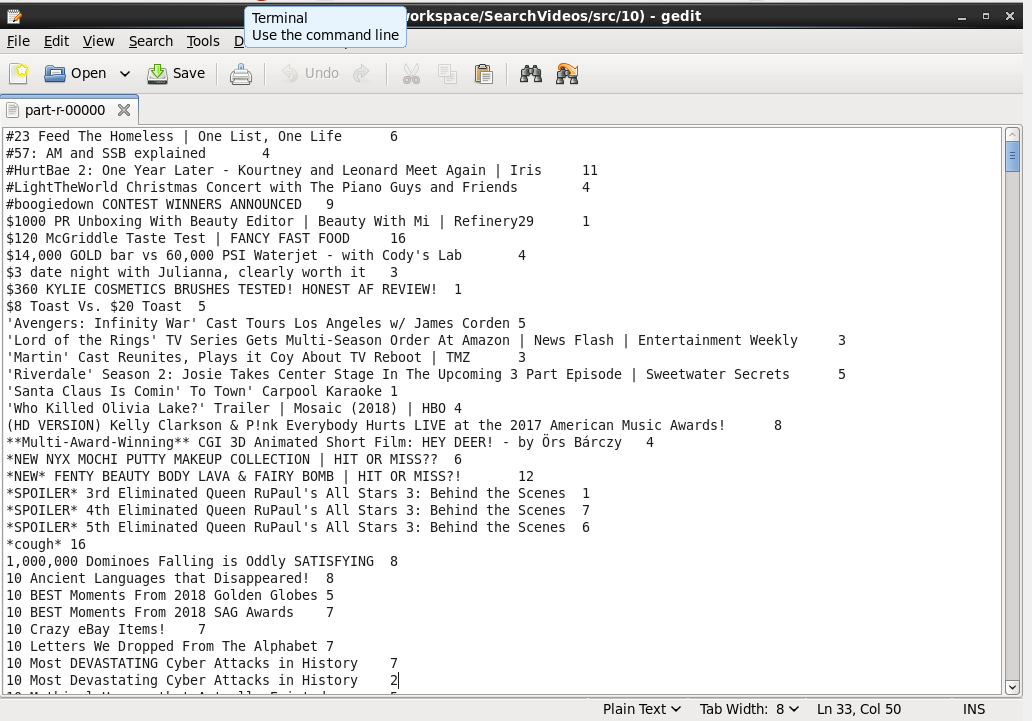 Terminal
Use the command line
workspace/SearchVideos/src/10) - gedit
File Edit View Search Tools D
Open Save Undo
part-r-00000
#23 Feed The Homeless | One List, One Life 6
#57: AM and SSB explained 4
#HurtBae 2: One Year Later - Kourtney and Leonard Meet Again | Iris 11
#LightTheWorld Christmas Concert with The Piano Guys and Friends 4
#boogiedown CONTEST WINNERS ANNOUNCED 9
$1000 PR Unboxing With Beauty Editor | Beauty With Mi | Refinery29 1
$120 McGriddle Taste Test | FANCY FAST FOOD 16
$14,000 GOLD bar vs 60,000 PSI Waterjet - with Cody's Lab 4
$3 date night with Julianna, clearly worth it 3
$360 KYLIE COSMETICS BRUSHES TESTED! HONEST AF REVIEW! 1
$8 Toast Vs. $20 Toast 5
'Avengers: Infinity War' Cast Tours Los Angeles w/ James Corden 5
'Lord of the Rings' TV Series Gets Multi-Season Order At Amazon | News Flash | Entertainment Weekly 3
'Martin' Cast Reunites, Plays it Coy About TV Reboot | TMZ 3
'Riverdale' Season 2: Josie Takes Center Stage In The Upcoming 3 Part Episode | Sweetwater Secrets 5
'Santa Claus Is Comin' To Town' Carpool Karaoke 1
'Who Killed Olivia Lake?' Trailer | Mosaic (2018) | HBO 4
(HD VERSION) Kelly Clarkson & P!nk Everybody Hurts LIVE at the 2017 American Music Awards! 8
**Multi-Award-Winning** CGI 3D Animated Short Film: HEY DEER! - by Örs Bárczy 4
*NEW NYX MOCHI PUTTY MAKEUP COLLECTION | HIT OR MISS?? 6
*NEW* FENTY BEAUTY BODY LAVA & FAIRY BOMB | HIT OR MISS?! 12
*SPOILER* 3rd Eliminated Queen RuPaul's All Stars 3: Behind the Scenes 1
*SPOILER* 4th Eliminated Queen RuPaul's All Stars 3: Behind the Scenes 7
*SPOILER* 5th Eliminated Queen RuPaul's All Stars 3: Behind the Scenes 6
*cough* 16
1,000,000 Dominoes Falling is Oddly SATISFYING 8
10 Ancient Languages that Disappeared! 8
10 BEST Moments From 2018 Golden Globes 5
10 BEST Moments From 2018 SAG Awards 7
10 Crazy eBay Items! 7
10 Letters We Dropped From The Alphabet 7
10 Most DEVASTATING Cyber Attacks in History 7
10 Most Devastating Cyber Attacks in History 2
Plain Text Tab Width: 8 Ln 33, Col 50 INS